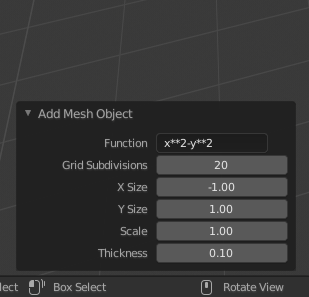 Add Mesh Object
Function x**2-y**2
Grid Subdivisions 20
X Size -1.00
Y Size 1.00
Scale 1.00
Thickness 0.10
lect Box Select Rotate View